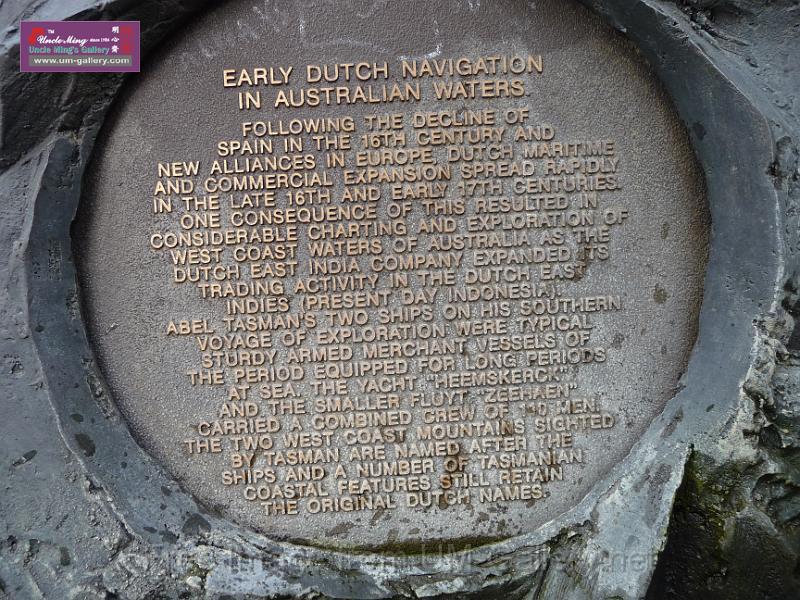 Uncle Ming since 1986
Uncle Ming's Gallery
www.um-gallery.com
EARLY DUTCH NAVIGATION
IN AUSTRALIAN WATERS.
FOLLOWING THE DECLINE OF
SPAIN IN THE 16TH CENTURY AND
NEW ALLIANCES IN EUROPE, DUTCH MARITIME
AND COMMERCIAL EXPANSION SPREAD RAPIDLY
IN THE LATE 16TH AND EARLY 17TH CENTURIES.
ONE CONSEQUENCE OF THIS RESULTED IN
CONSIDERABLE CHARTING AND EXPLORATION OF
WEST COAST WATERS OF AUSTRALIA AS THE
DUTCH EAST INDIA COMPANY EXPANDED ITS
TRADING ACTIVITY IN THE DUTCH EAST
INDIES (PRESENT DAY INDONESIA).
ABEL TASMAN'S TWO SHIPS ON HIS SOUTHERN
VOYAGE OF EXPLORATION WERE TYPICAL
STURDY ARMED MERCHANT VESSELS OF
THE PERIOD EQUIPPED FOR LONG PERIODS
AT SEA. THE YACHT "HEEMSKERCK"
AND THE SMALLER FLUYT "ZEEHAEN"
CARRIED A COMBINED CREW OF MEN.
THE TWO WEST COAST MOUNTAINS SIGHTED
BY TASMAN ARE NAMED AFTER THE
SHIPS AND A NUMBER OF TASMANIAN
COASTAL FEATURES STILL RETAIN
THE ORIGINAL DUTCH NAMES.